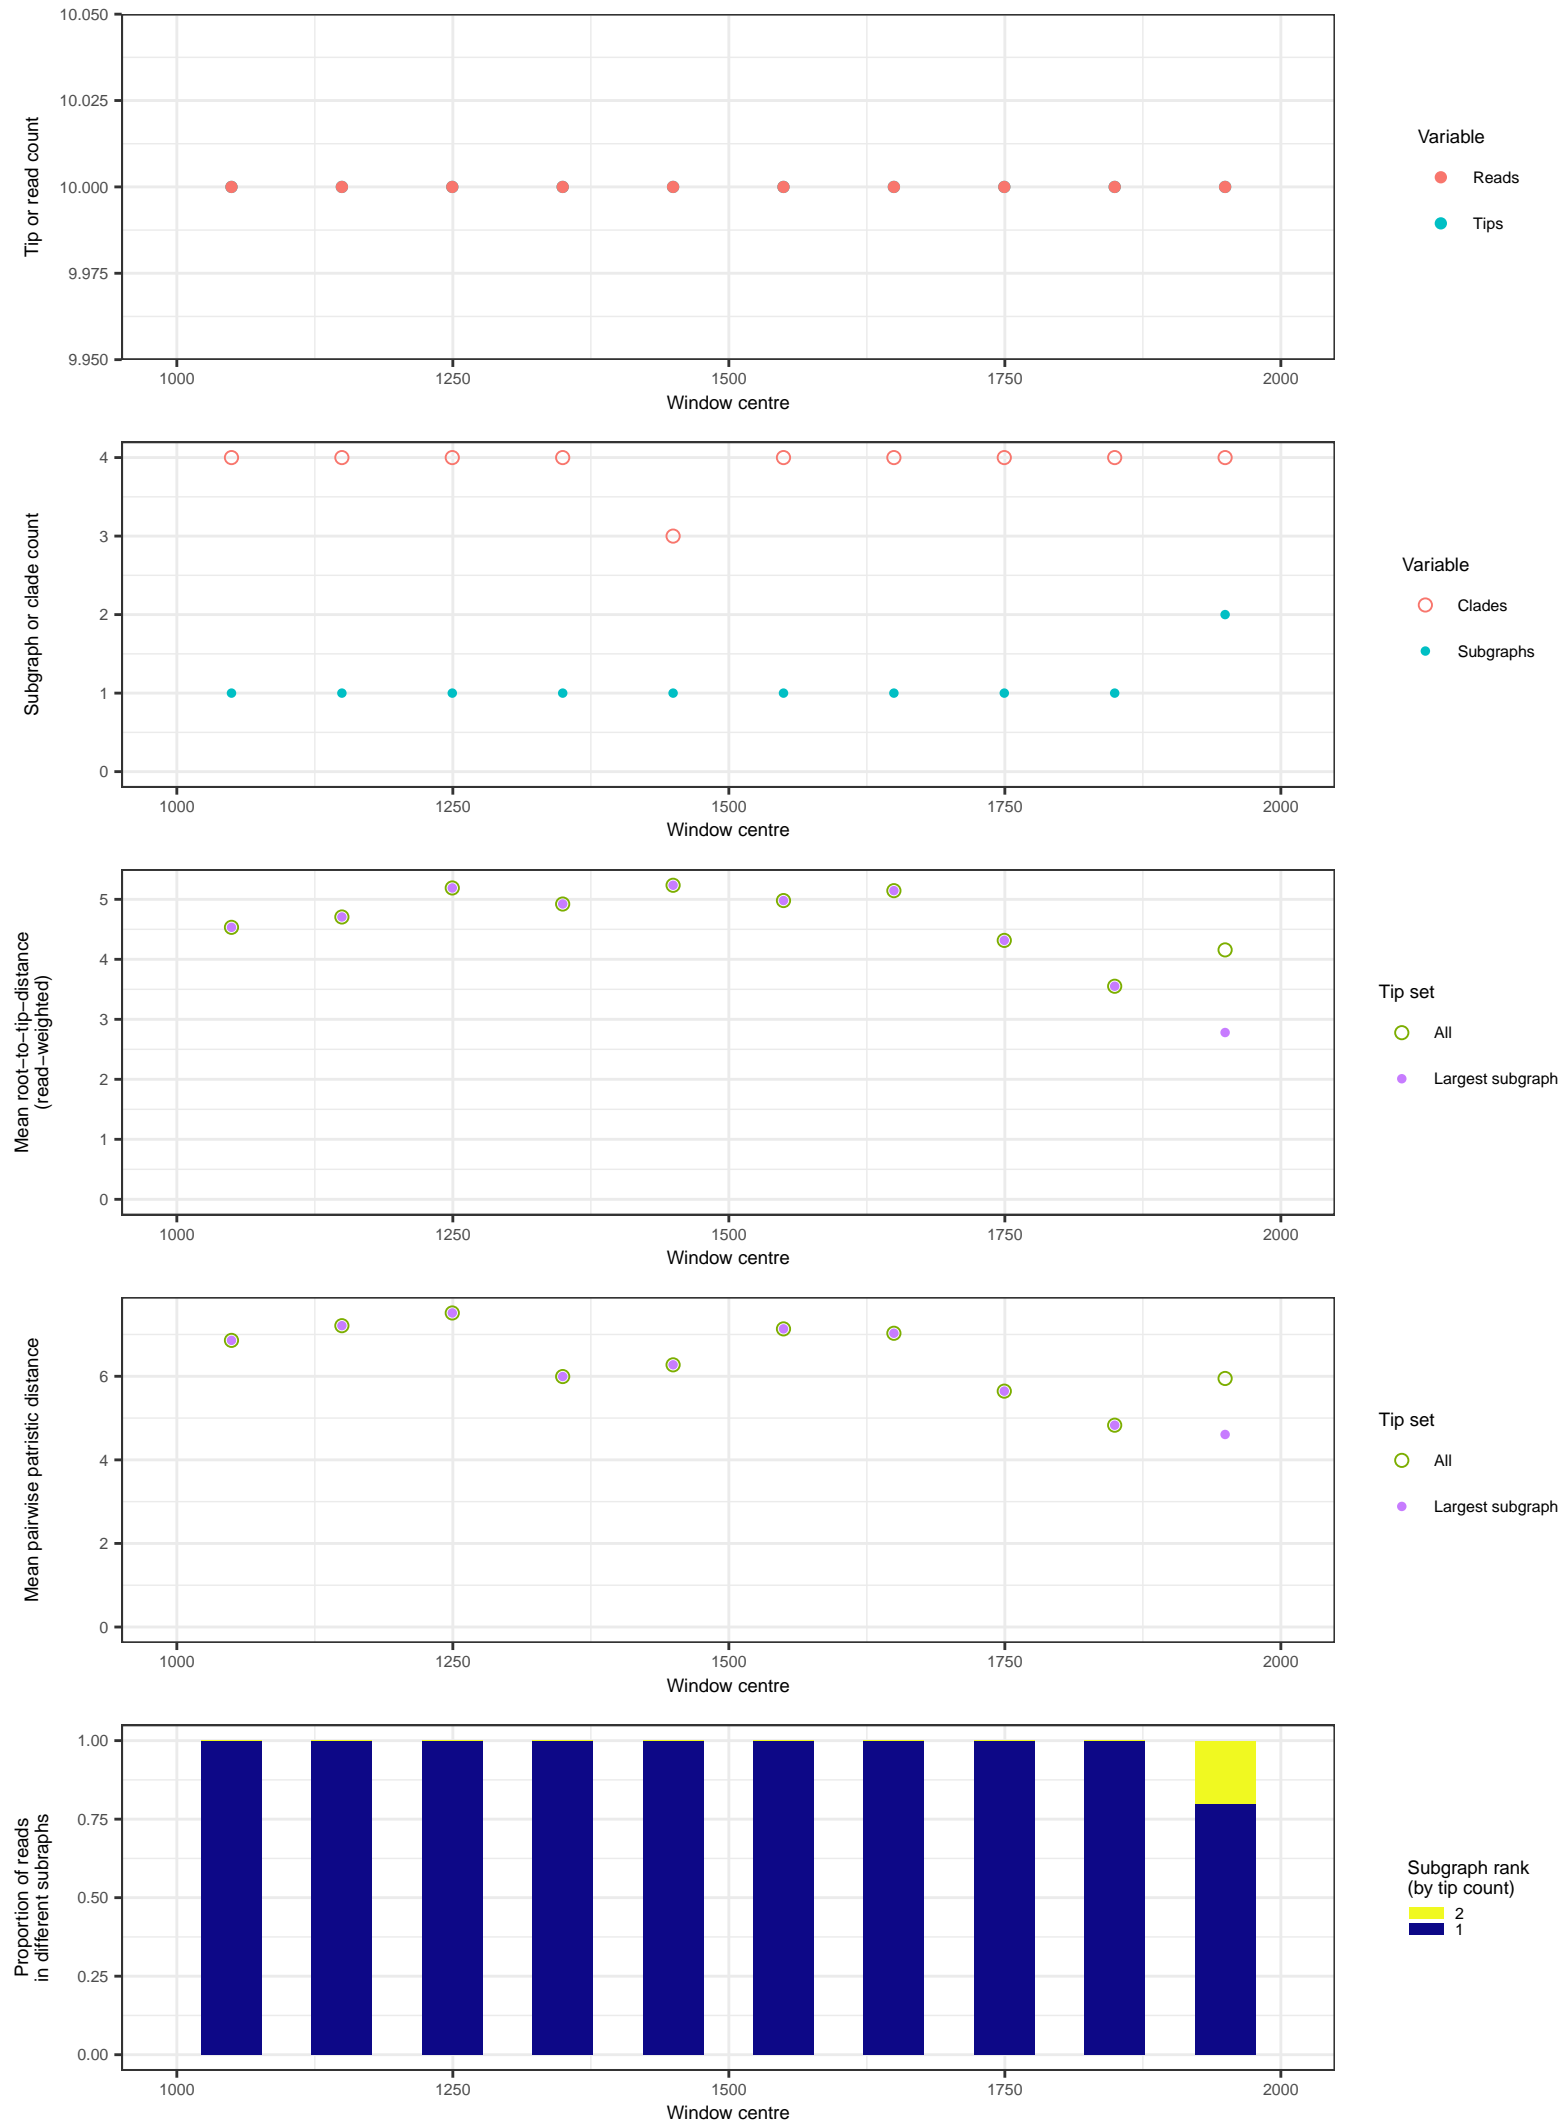 10.050
10.025
10.000
9.975
9.950
Tip or read count
1000 1250 1500 1750 2000
Window centre
Variable
Reads
Tips
4
3
2
1
0
Subgraph or clade count
1000 1250 1500 1750 2000
Window centre
Variable
Clades
Subgraphs
5
4
3
2
1
0
Mean root−to−tip−distance
(read−weighted)
1000 1250 1500 1750 2000
Window centre
Tip set
All
Largest subgraph
6
4
2
0
Mean pairwise patristic distance
1000 1250 1500 1750 2000
Window centre
Tip set
All
Largest subgraph
1.00
0.75
0.50
0.25
0.00
Proportion of reads
in different subraphs
1000 1250 1500 1750 2000
Window centre
Subgraph rank
(by tip count)
2
1